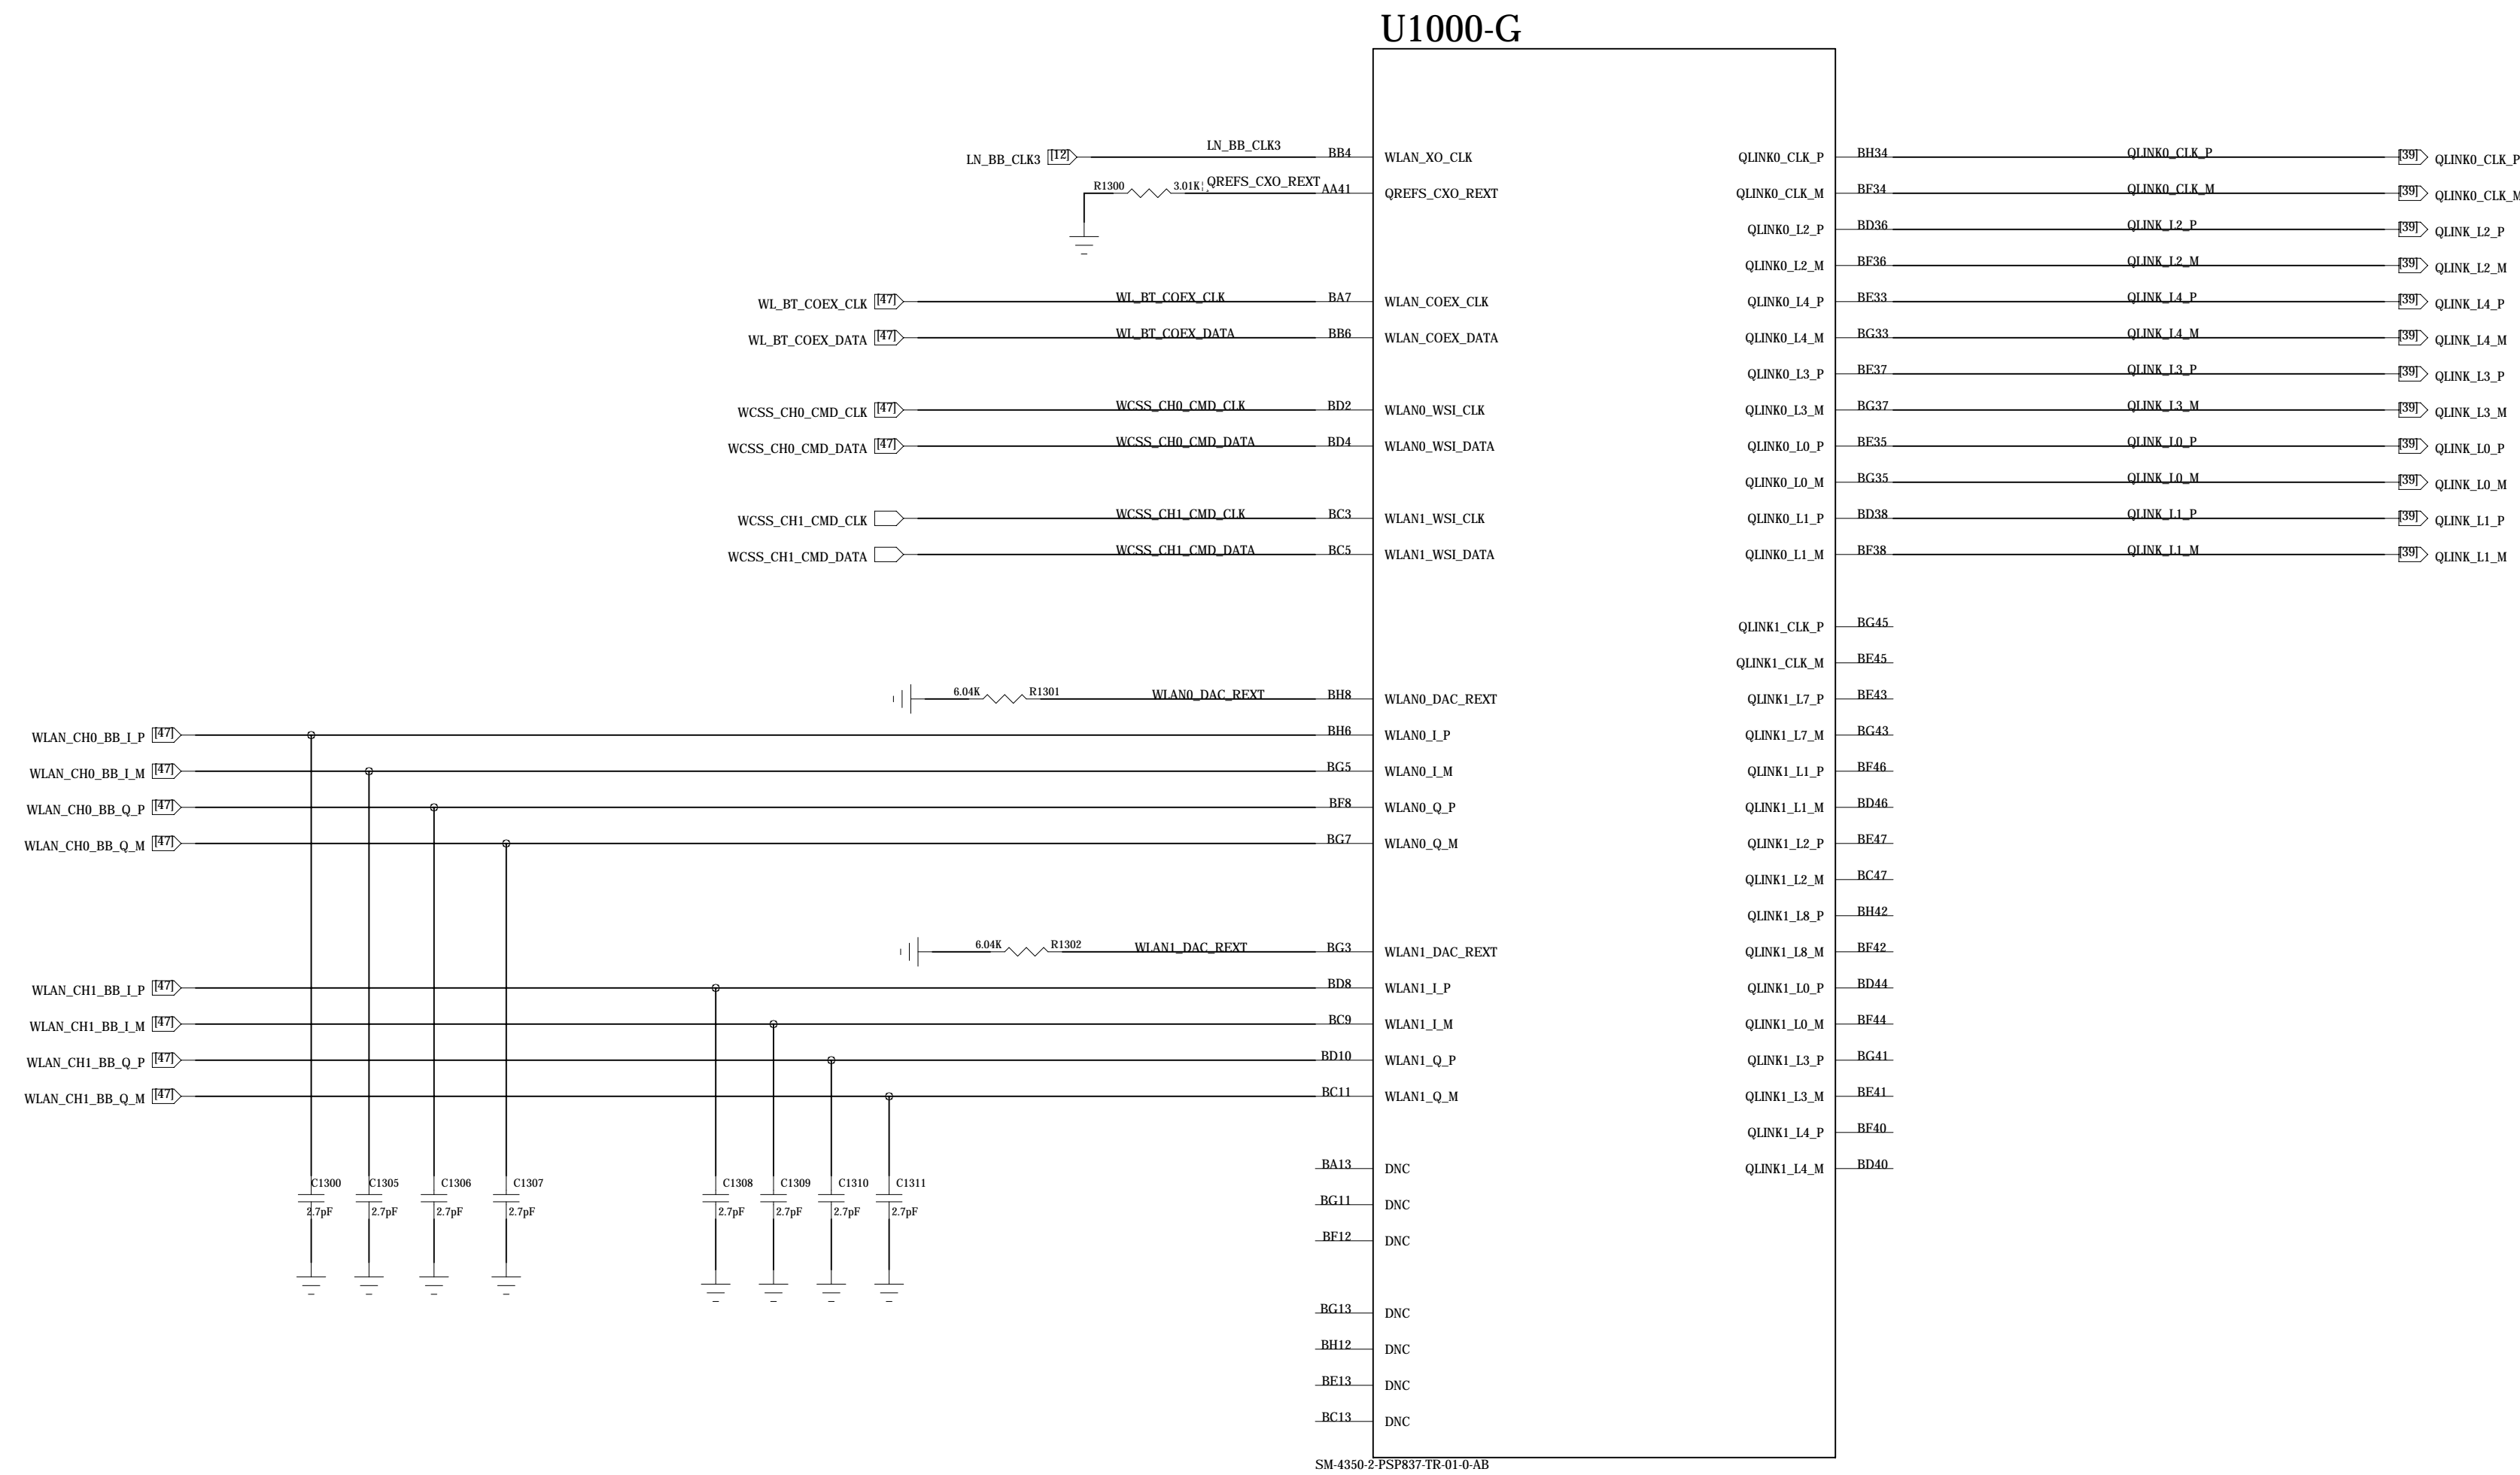 U1000-G
LN_BB_CLK3 [12] LN_BB_CLK3 BB4 WLAN_XO_CLK QLINK0_CLK_P BH34 QLINK0_CLK_P [39] QLINK0_CLK_P
R1300 3.01K QREFS_CXO_REXT AA41 QREFS_CXO_REXT QLINK0_CLK_M BF34 QLINK0_CLK_M [39] QLINK0_CLK_M
QLINK0_L2_P BD36 QLINK_L2_P [39] QLINK_L2_P
QLINK0_L2_M BF36 QLINK_L2_M [39] QLINK_L2_M
WL_BT_COEX_CLK [47] WL_BT_COEX_CLK BA7 WLAN_COEX_CLK QLINK0_L4_P BE33 QLINK_L4_P [39] QLINK_L4_P
WL_BT_COEX_DATA [47] WL_BT_COEX_DATA BB6 WLAN_COEX_DATA QLINK0_L4_M BG33 QLINK_L4_M [39] QLINK_L4_M
QLINK0_L3_P BE37 QLINK_L3_P [39] QLINK_L3_P
WCSS_CH0_CMD_CLK [47] WCSS_CH0_CMD_CLK BD2 WLAN0_WSI_CLK QLINK0_L3_M BG37 QLINK_L3_M [39] QLINK_L3_M
WCSS_CH0_CMD_DATA [47] WCSS_CH0_CMD_DATA BD4 WLAN0_WSI_DATA QLINK0_L0_P BE35 QLINK_L0_P [39] QLINK_L0_P
QLINK0_L0_M BG35 QLINK_L0_M [39] QLINK_L0_M
WCSS_CH1_CMD_CLK WCSS_CH1_CMD_CLK BC3 WLAN1_WSI_CLK QLINK0_L1_P BD38 QLINK_L1_P [39] QLINK_L1_P
WCSS_CH1_CMD_DATA WCSS_CH1_CMD_DATA BC5 WLAN1_WSI_DATA QLINK0_L1_M BF38 QLINK_L1_M [39] QLINK_L1_M
QLINK1_CLK_P BG45
QLINK1_CLK_M BE45
6.04K R1301 WLAN0_DAC_REXT BH8 WLAN0_DAC_REXT QLINK1_L7_P BE43
WLAN_CH0_BB_I_P [47] BH6 WLAN0_I_P QLINK1_L7_M BG43
WLAN_CH0_BB_I_M [47] BG5 WLAN0_I_M QLINK1_L1_P BF46
WLAN_CH0_BB_Q_P [47] BF8 WLAN0_Q_P QLINK1_L1_M BD46
WLAN_CH0_BB_Q_M [47] BG7 WLAN0_Q_M QLINK1_L2_P BE47
QLINK1_L2_M BC47
QLINK1_L8_P BH42
6.04K R1302 WLAN1_DAC_REXT BG3 WLAN1_DAC_REXT QLINK1_L8_M BF42
WLAN_CH1_BB_I_P [47] BD8 WLAN1_I_P QLINK1_L0_P BD44
WLAN_CH1_BB_I_M [47] BC9 WLAN1_I_M QLINK1_L0_M BF44
WLAN_CH1_BB_Q_P [47] BD10 WLAN1_Q_P QLINK1_L3_P BG41
WLAN_CH1_BB_Q_M [47] BC11 WLAN1_Q_M QLINK1_L3_M BE41
QLINK1_L4_P BF40
BA13 DNC QLINK1_L4_M BD40
C1300 C1305 C1306 C1307 C1308 C1309 C1310 C1311
BG11 DNC
2.7pF 2.7pF 2.7pF 2.7pF 2.7pF 2.7pF 2.7pF 2.7pF
BF12 DNC
BG13 DNC
BH12 DNC
BE13 DNC
BC13 DNC
SM-4350-2-PSP837-TR-01-0-AB